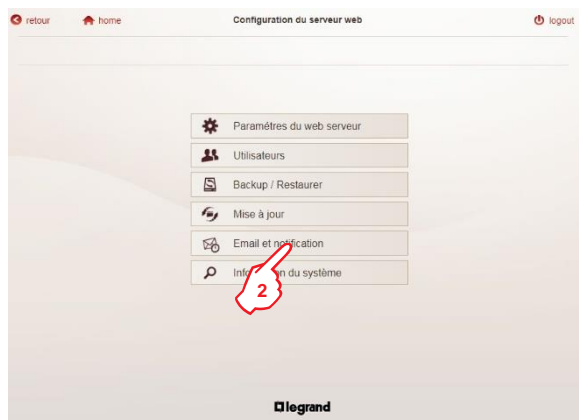 retour home Configuration du serveur web logout
Paramétres du web serveur
Utilisateurs
Backup / Restaurer
Mise à jour
Email et notification
du système
2
legrand